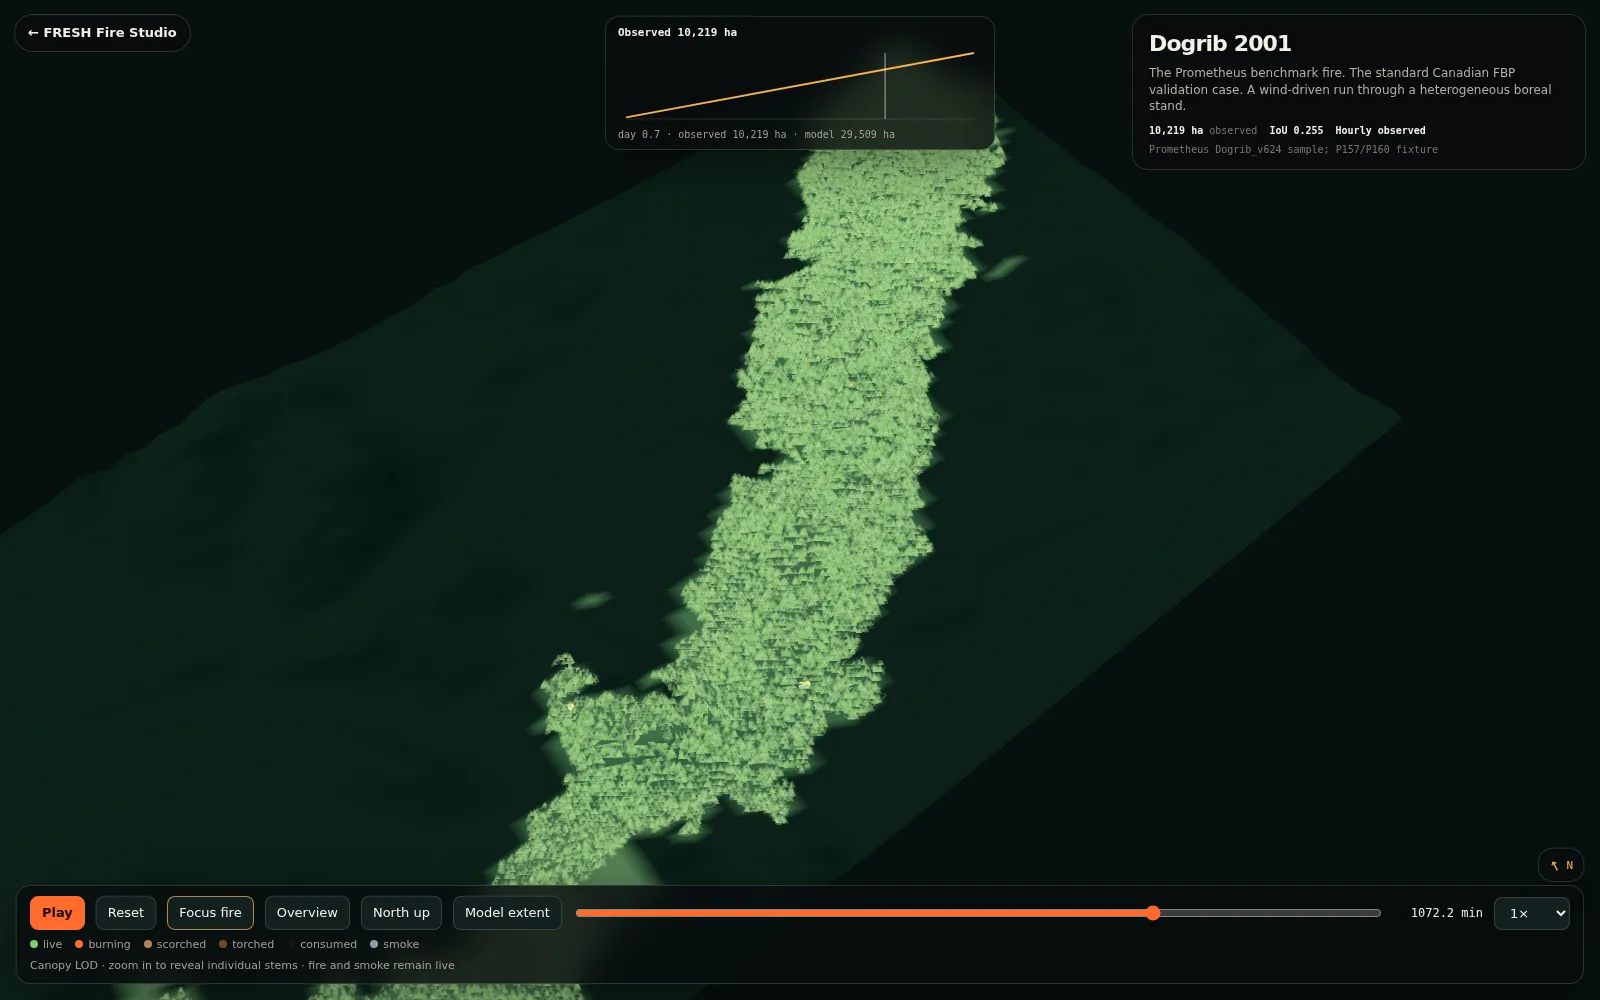 ← FRESH Fire Studio
Observed 10,219 ha
day 0.7 · observed 10,219 ha · model 29,509 ha
Dogrib 2001
The Prometheus benchmark fire. The standard Canadian FBP
validation case. A wind-driven run through a heterogeneous boreal
stand.
10,219 ha observed IoU 0.255 Hourly observed
Prometheus Dogrib_v624 sample; P157/P160 fixture
↖ N
Play Reset Focus fire Overview North up Model extent 1072.2 min 1×
live burning scorched torched consumed smoke
Canopy LOD · zoom in to reveal individual stems · fire and smoke remain live